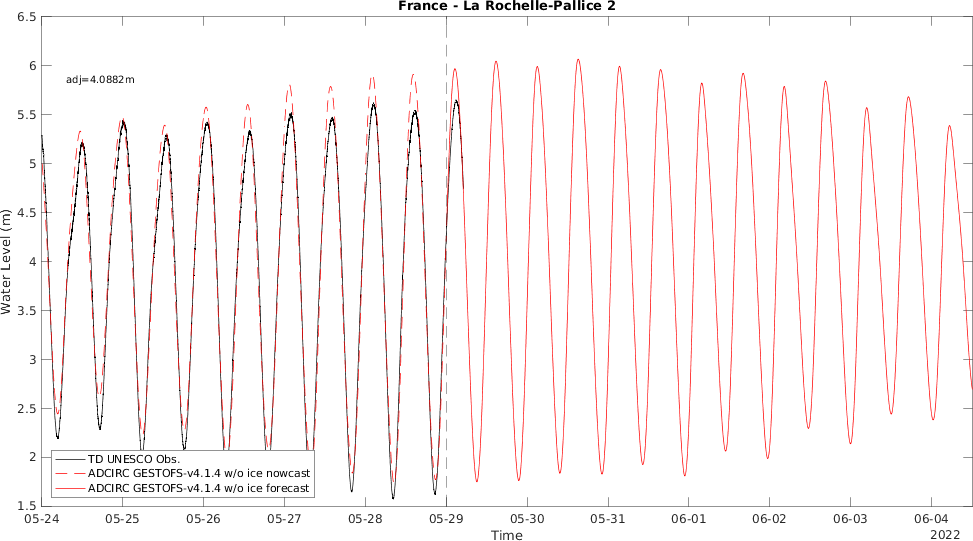 France - La Rochelle-Pallice 2
6.5
6
5.5
5
4.5
4
3.5
3
2.5
2
1.5
Water Level (m)
adj=4.0882m
TD UNESCO Obs.
ADCIRC GESTOFS-v4.1.4 w/o ice nowcast
ADCIRC GESTOFS-v4.1.4 w/o ice forecast
05-24 05-25 05-26 05-27 05-28 05-29 05-30 05-31 06-01 06-02 06-03 06-04
Time
2022